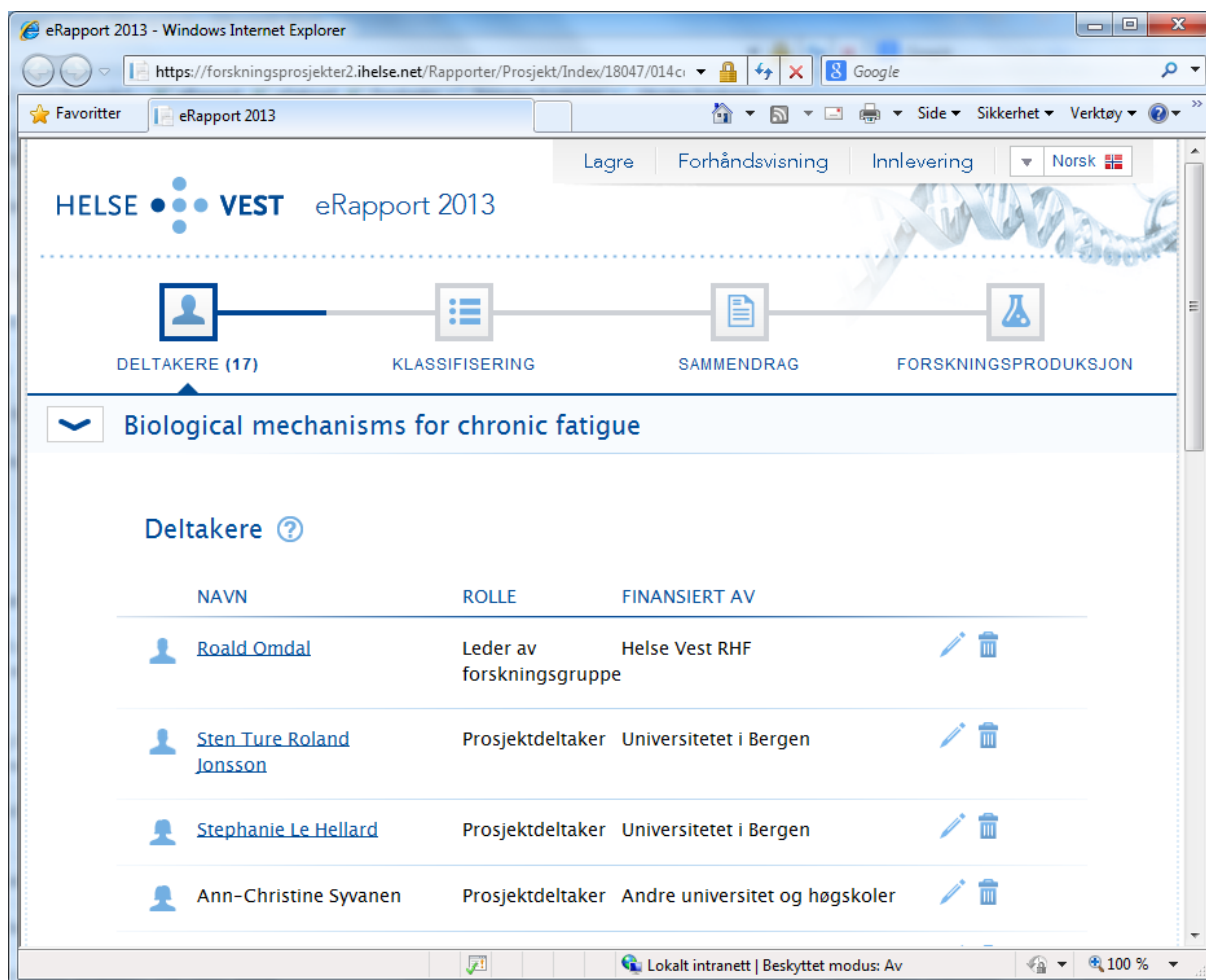 eRapport 2013 - Windows Internet Explorer
https://forskningsprosjekter2.ihelse.net/Rapporter/Prosjekt/Index/18047/014c
Google
Favoritter
eRapport 2013
Side
Sikkerhet
Verktøy
Lagre
Forhåndsvisning
Innlevering
Norsk
HELSE VEST eRapport 2013
DELTAKERE (17)
KLASSIFISERING
SAMMENDRAG
FORSKNINGSPRODUKSJON
Biological mechanisms for chronic fatigue
Deltakere ?
NAVN ROLLE FINANSIERT AV
Roald Omdal Leder av Helse Vest RHF
forskningsgruppe
Sten Ture Roland Prosjektdeltaker Universitetet i Bergen
Jonsson
Stephanie Le Hellard Prosjektdeltaker Universitetet i Bergen
Ann-Christine Syvanen Prosjektdeltaker Andre universitet og høgskoler
Lokalt intranett | Beskyttet modus: Av
100 %